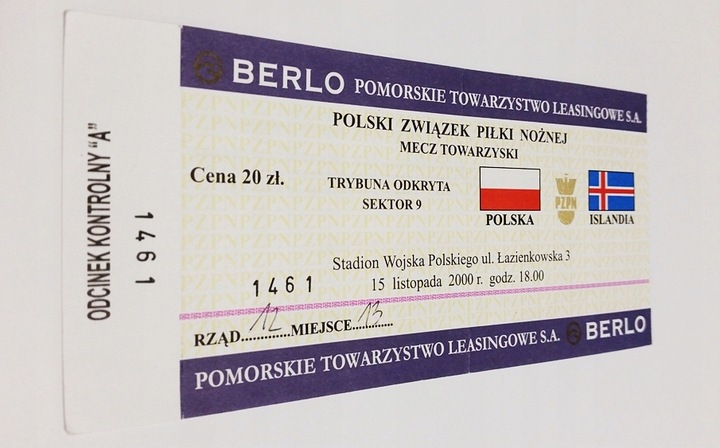 ODCINEK KONTROLNY "A"
1461
BERLO POMORSKIE TOWARZYSTWO LEASINGOWE S.A.
POLSKI ZWIĄZEK PIŁKI NOŻNEJ
MECZ TOWARZYSKI
Cena 20 zł.
TRYBUNA ODKRYTA
SEKTOR 9
POLSKA
PZPN
ISLANDIA
Stadion Wojska Polskiego ul. Łazienkowska 3
1461
15 listopada 2000 r. godz. 18.00
RZĄD 12 MIEJSCE 13
POMORSKIE TOWARZYSTWO LEASINGOWE S.A. BERLO